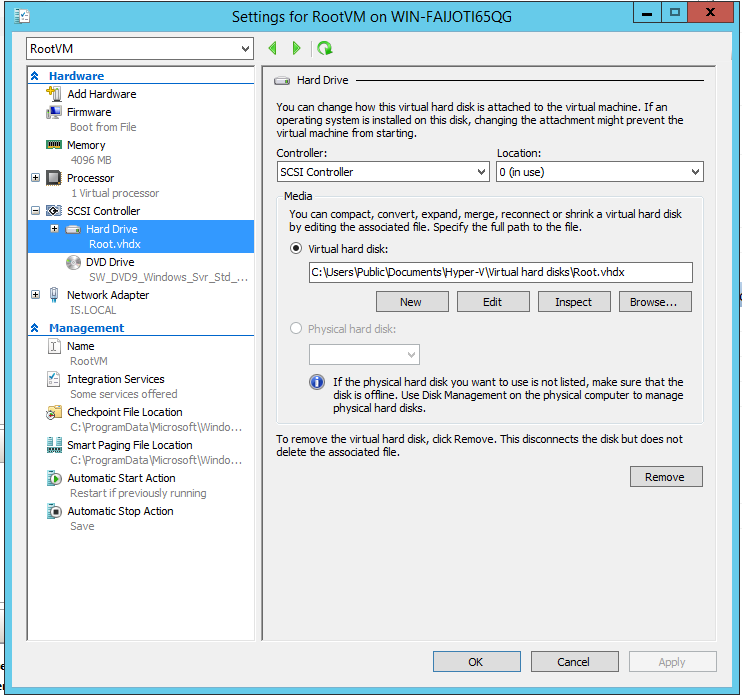 Settings for RootVM on WIN-FAIJOTI65QG
RootVM
Hardware
Add Hardware
Firmware
Boot from File
Memory
4096 MB
Processor
1 Virtual processor
SCSI Controller
Hard Drive
Root.vhdx
DVD Drive
SW_DVD9_Windows_Svr_Std_...
Network Adapter
IS.LOCAL
Management
Name
RootVM
Integration Services
Some services offered
Checkpoint File Location
C:\ProgramData\Microsoft\Windo...
Smart Paging File Location
C:\ProgramData\Microsoft\Windo...
Automatic Start Action
Restart if previously running
Automatic Stop Action
Save
Hard Drive
You can change how this virtual hard disk is attached to the virtual machine. If an
operating system is installed on this disk, changing the attachment might prevent the
virtual machine from starting.
Controller: Location:
SCSI Controller 0 (in use)
Media
You can compact, convert, expand, merge, reconnect or shrink a virtual hard disk
by editing the associated file. Specify the full path to the file.
Virtual hard disk:
C:\Users\Public\Documents\Hyper-V\Virtual hard disks\Root.vhdx
New Edit Inspect Browse...
Physical hard disk:
If the physical hard disk you want to use is not listed, make sure that the
disk is offline. Use Disk Management on the physical computer to manage
physical hard disks.
To remove the virtual hard disk, click Remove. This disconnects the disk but does not
delete the associated file.
Remove
OK Cancel Apply